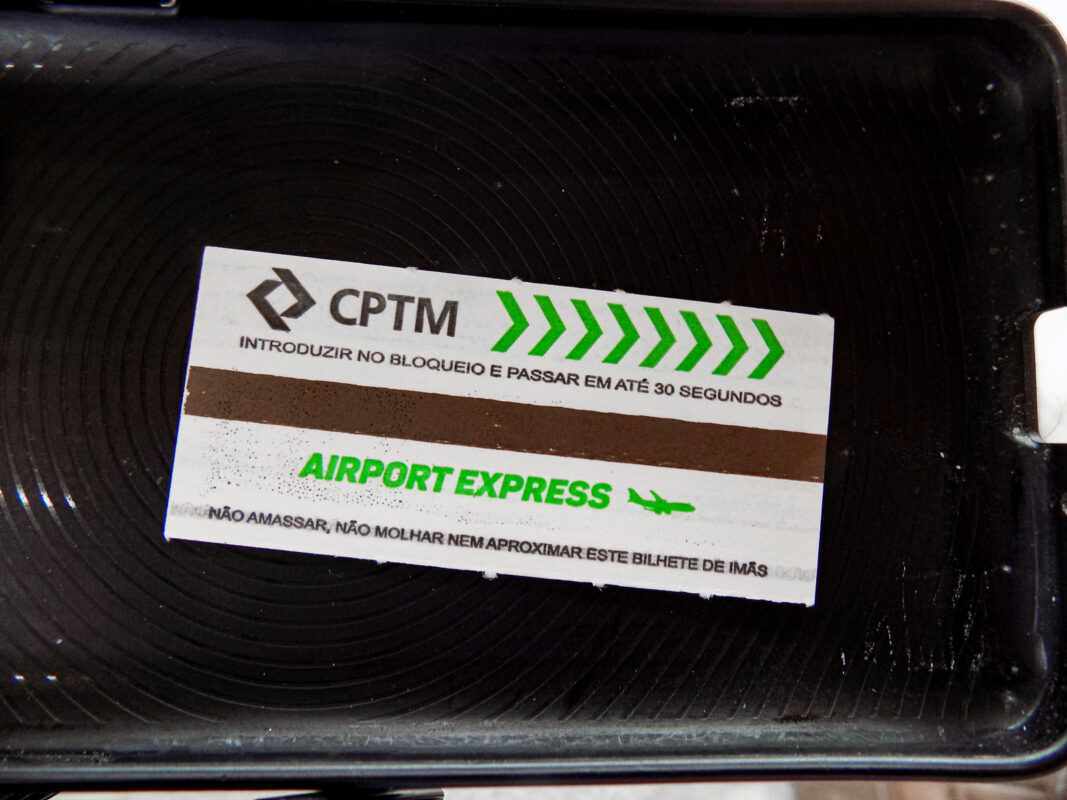 CPTM
INTRODUZIR NO BLOQUEIO E PASSAR EM ATÉ 30 SEGUNDOS
AIRPORT EXPRESS
NÃO AMASSAR, NÃO MOLHAR NEM APROXIMAR ESTE BILHETE DE IMÃS